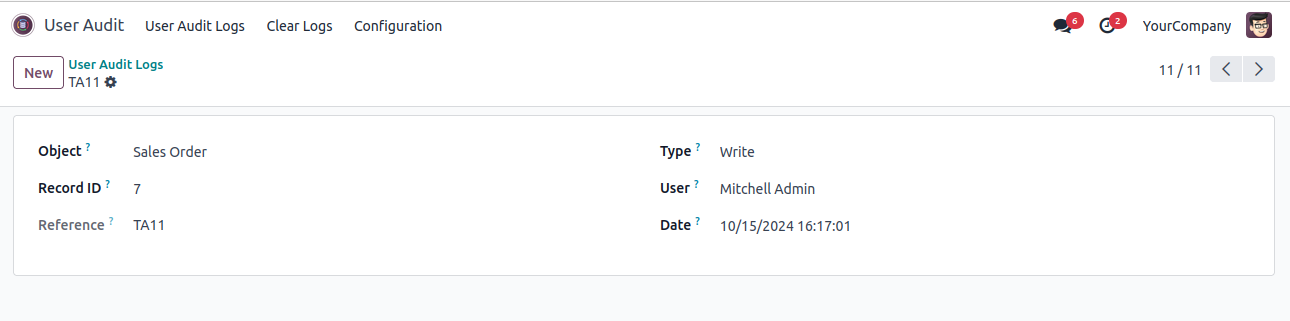 User Audit User Audit Logs Clear Logs Configuration 6 2 YourCompany
New User Audit Logs 11 / 11
TA11
Object ? Sales Order Type ? Write
Record ID ? 7 User ? Mitchell Admin
Reference ? TA11 Date ? 10/15/2024 16:17:01